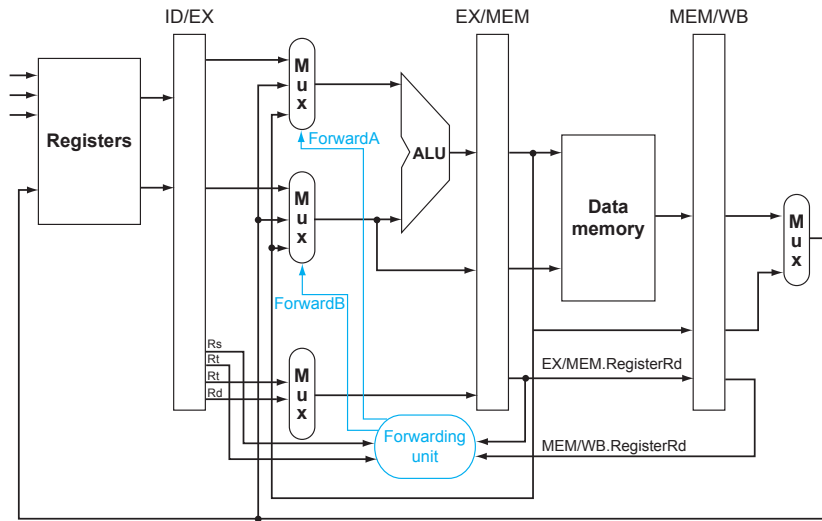 ID/EX
EX/MEM
MEM/WB
Registers
M
u
x
ForwardA
ALU
M
u
x
Data
memory
M
u
x
ForwardB
Rs
Rt
Rt
Rd
M
u
x
EX/MEM.RegisterRd
Forwarding
unit
MEM/WB.RegisterRd